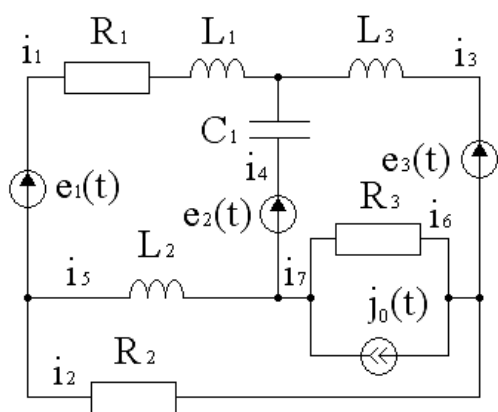 i₁ R₁ L₁ L₃ i₃
C₁
i₄ e₃(t)
e₁(t) e₂(t) R₃ i₆
i₅ L₂ i₇
j₀(t)
i₂ R₂